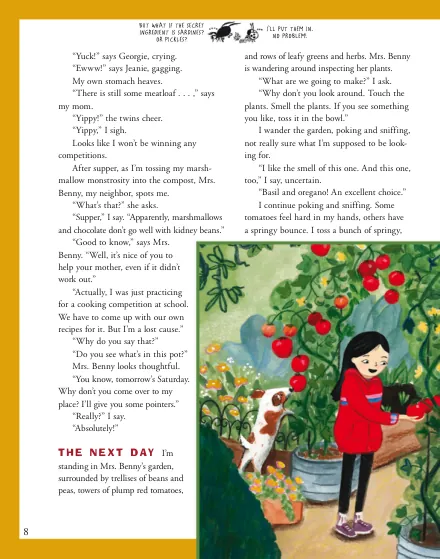 BUT WHAT IF THE SECRET
INGREDIENT IS SARDINES?
OR PICKLES?
I'LL PUT THEM IN.
NO PROBLEM!
"Yuck!" says Georgie, crying.
"Ewww!" says Jeanie, gagging.
My own stomach heaves.
"There is still some meatloaf . . . ," says
my mom.
"Yippy!" the twins cheer.
"Yippy," I sigh.
Looks like I won't be winning any
competitions.
After supper, as I'm tossing my marsh-
mallow monstrosity into the compost, Mrs.
Benny, my neighbor, spots me.
"What's that?" she asks.
"Supper," I say. "Apparently, marshmallows
and chocolate don't go well with kidney beans."
"Good to know," says Mrs.
Benny. "Well, it's nice of you to
help your mother, even if it didn't
work out."
"Actually, I was just practicing
for a cooking competition at school.
We have to come up with our own
recipes for it. But I'm a lost cause."
"Why do you say that?"
"Do you see what's in this pot?"
Mrs. Benny looks thoughtful.
"You know, tomorrow's Saturday.
Why don't you come over to my
place? I'll give you some pointers."
"Really?" I say.
"Absolutely!"
THE NEXT DAY I'm
standing in Mrs. Benny's garden,
surrounded by trellises of beans and
peas, towers of plump red tomatoes,
and rows of leafy greens and herbs. Mrs. Benny
is wandering around inspecting her plants.
"What are we going to make?" I ask.
"Why don't you look around. Touch the
plants. Smell the plants. If you see something
you like, toss it in the bowl."
I wander the garden, poking and sniffing,
not really sure what I'm supposed to be look-
ing for.
"I like the smell of this one. And this one,
too," I say, uncertain.
"Basil and oregano! An excellent choice."
I continue poking and sniffing. Some
tomatoes feel hard in my hands, others have
a springy bounce. I toss a bunch of springy,
8